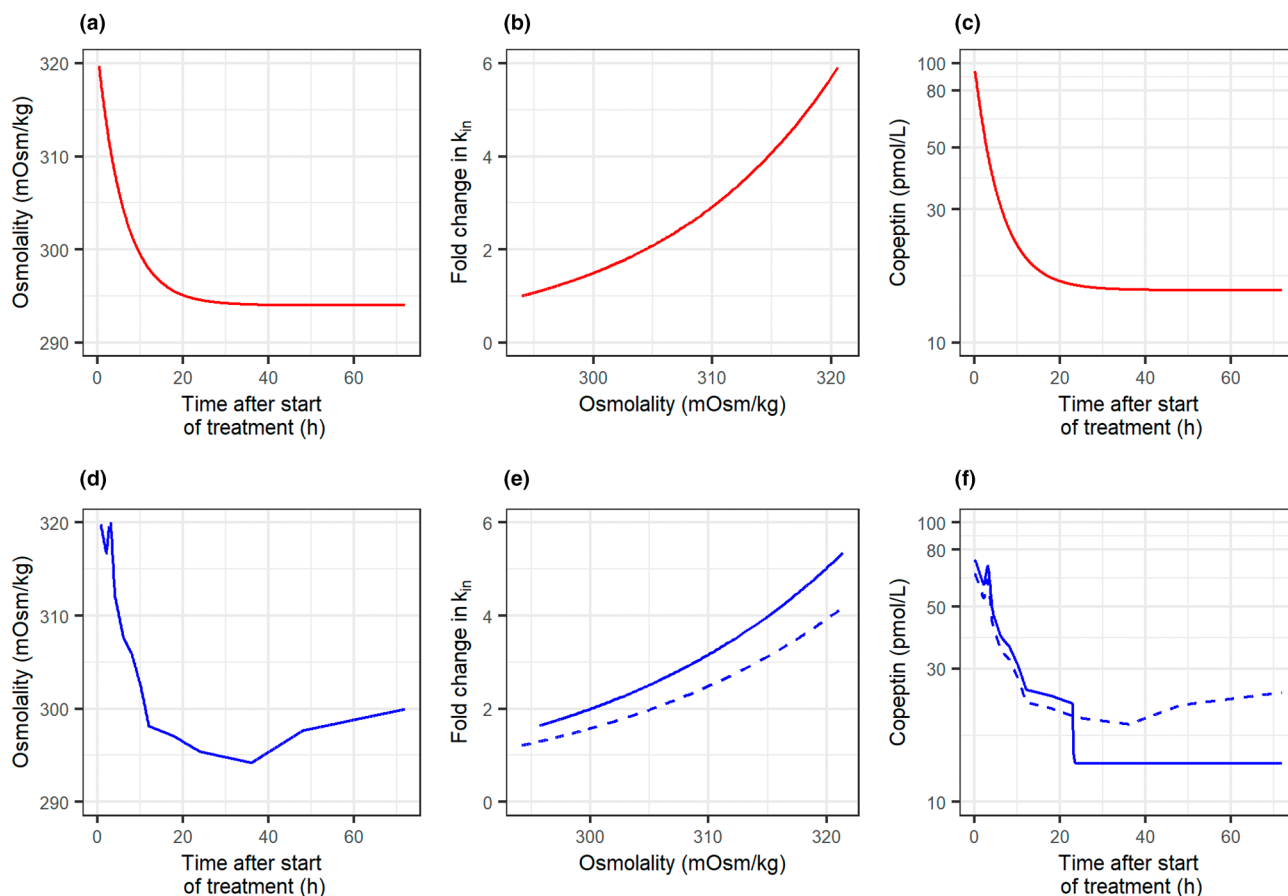 (a)
Osmolality (mOsm/kg)
320
310
300
290
0 20 40 60
Time after start
of treatment (h)
(b)
Fold change in kin
6
4
2
0
300 310 320
Osmolality (mOsm/kg)
(c)
Copeptin (pmol/L)
100
80
50
30
10
0 20 40 60
Time after start
of treatment (h)
(d)
Osmolality (mOsm/kg)
320
310
300
290
0 20 40 60
Time after start
of treatment (h)
(e)
Fold change in kin
6
4
2
0
300 310 320
Osmolality (mOsm/kg)
(f)
Copeptin (pmol/L)
100
80
50
30
10
0 20 40 60
Time after start
of treatment (h)